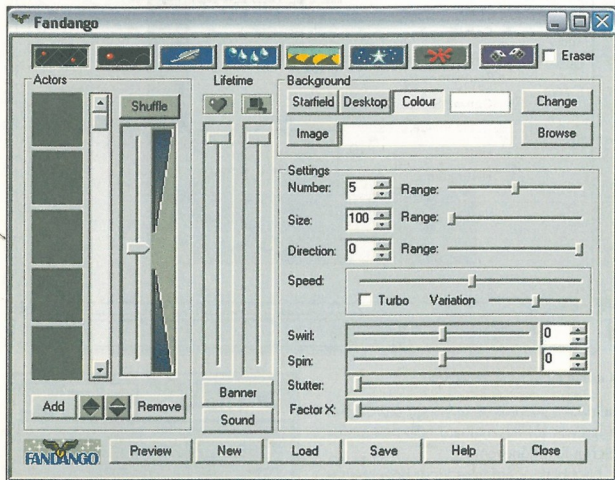 Fandango
Eraser
Actors
Lifetime
Background
Shuffle
Starfield Desktop Colour Change
Image Browse
Settings
Number: 5 Range:
Size: 100 Range:
Direction: 0 Range:
Speed:
Turbo Variation
Swirl: 0
Spin: 0
Stutter:
Factor X:
Add Remove
Banner
Sound
FANDANGO Preview New Load Save Help Close